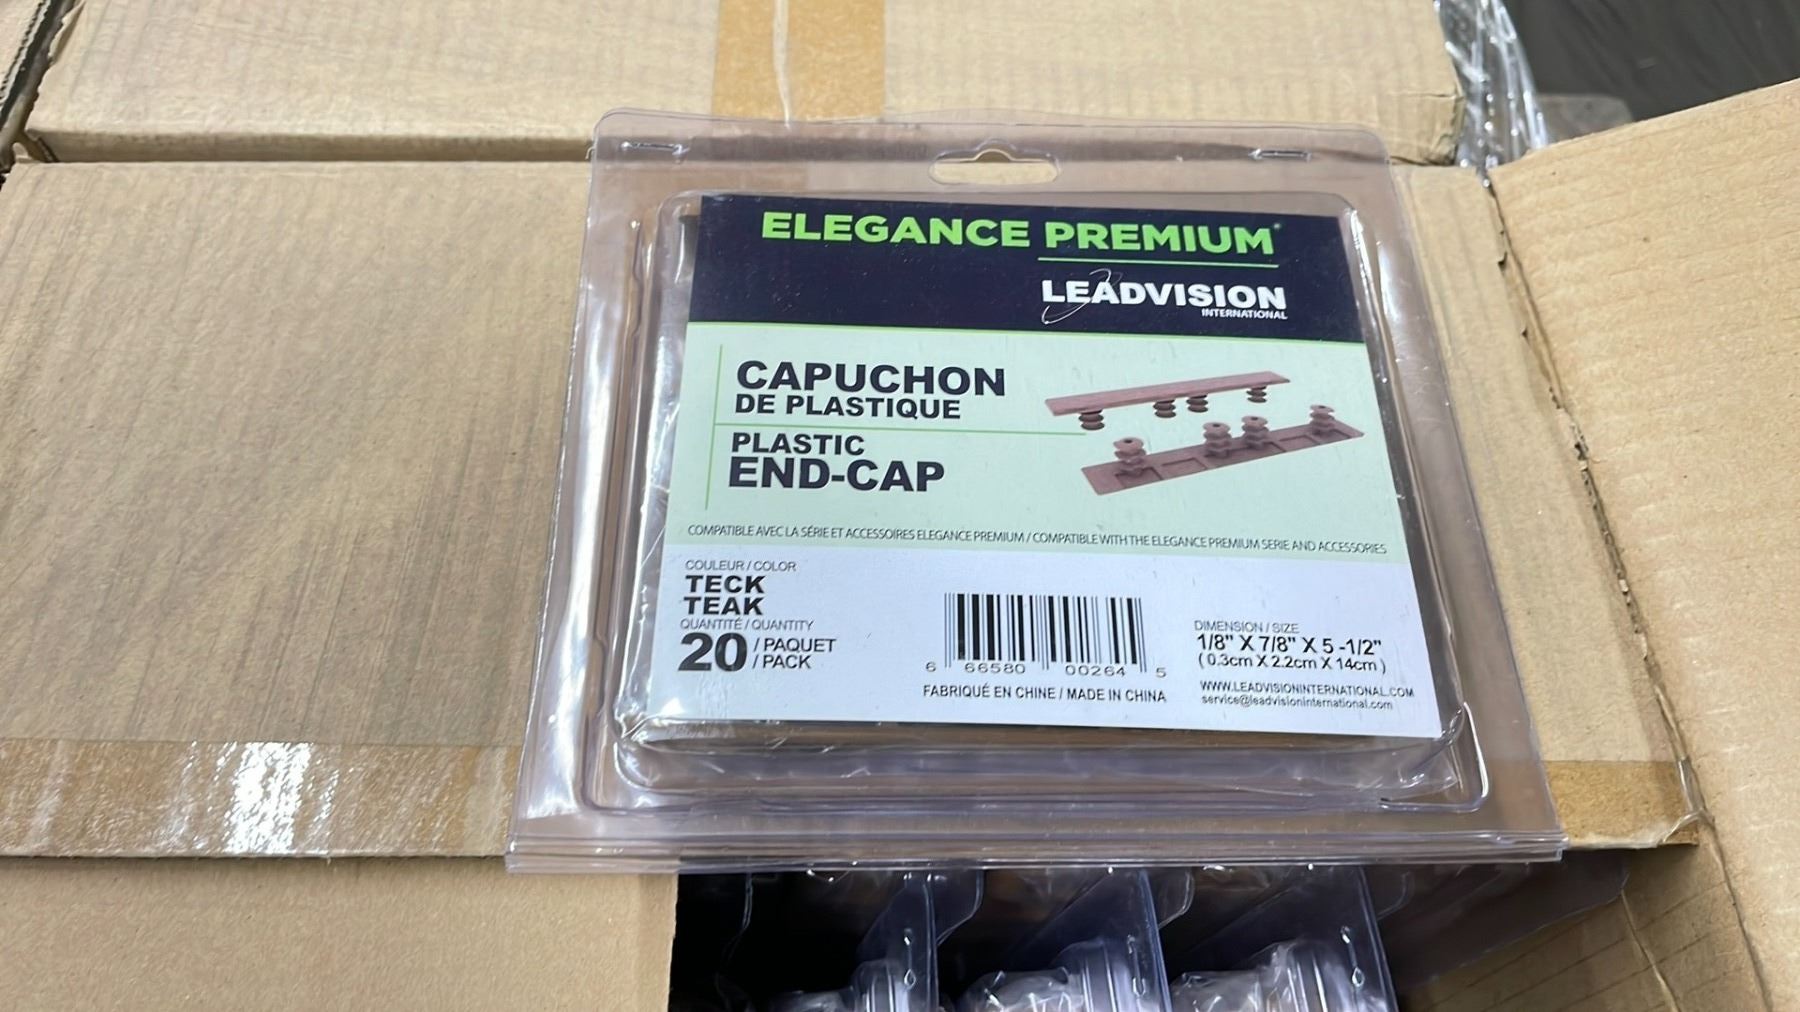 ELEGANCE PREMIUM
LEADVISION
INTERNATIONAL
CAPUCHON
DE PLASTIQUE
PLASTIC
END-CAP
COMPATIBLE AVEC LA SÉRIE ET ACCESSOIRES ELEGANCE PREMIUM / COMPATIBLE WITH THE ELEGANCE PREMIUM SERIE AND ACCESSORIES
COULEUR / COLOR
TECK
TEAK
QUANTITÉ / QUANTITY
20 / PAQUET
/ PACK
6 66580 00264 5
FABRIQUÉ EN CHINE / MADE IN CHINA
DIMENSION / SIZE
1/8" X 7/8" X 5 -1/2"
( 0.3cm X 2.2cm X 14cm )
WWW.LEADVISIONINTERNATIONAL.COM
service@leadvisioninternational.com